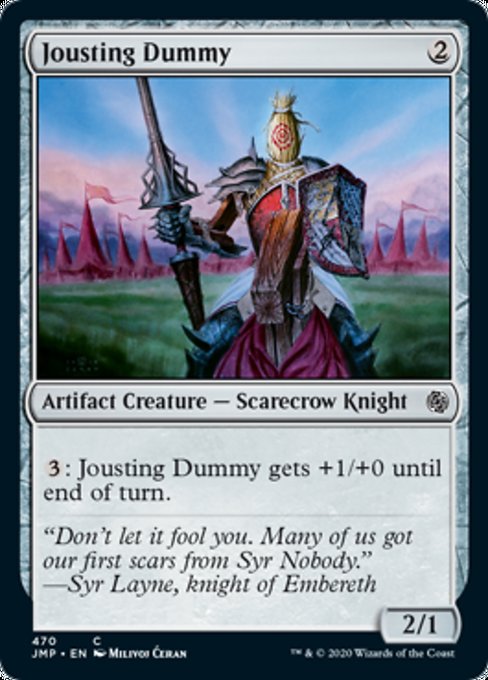 Jousting Dummy 2
Artifact Creature — Scarecrow Knight
3: Jousting Dummy gets +1/+0 until
end of turn.
“Don’t let it fool you. Many of us got
our first scars from Syr Nobody.”
—Syr Layne, knight of Embereth
2/1
470 C
JMP • EN Milivoj Ćeran
™ & © 2020 Wizards of the Coast